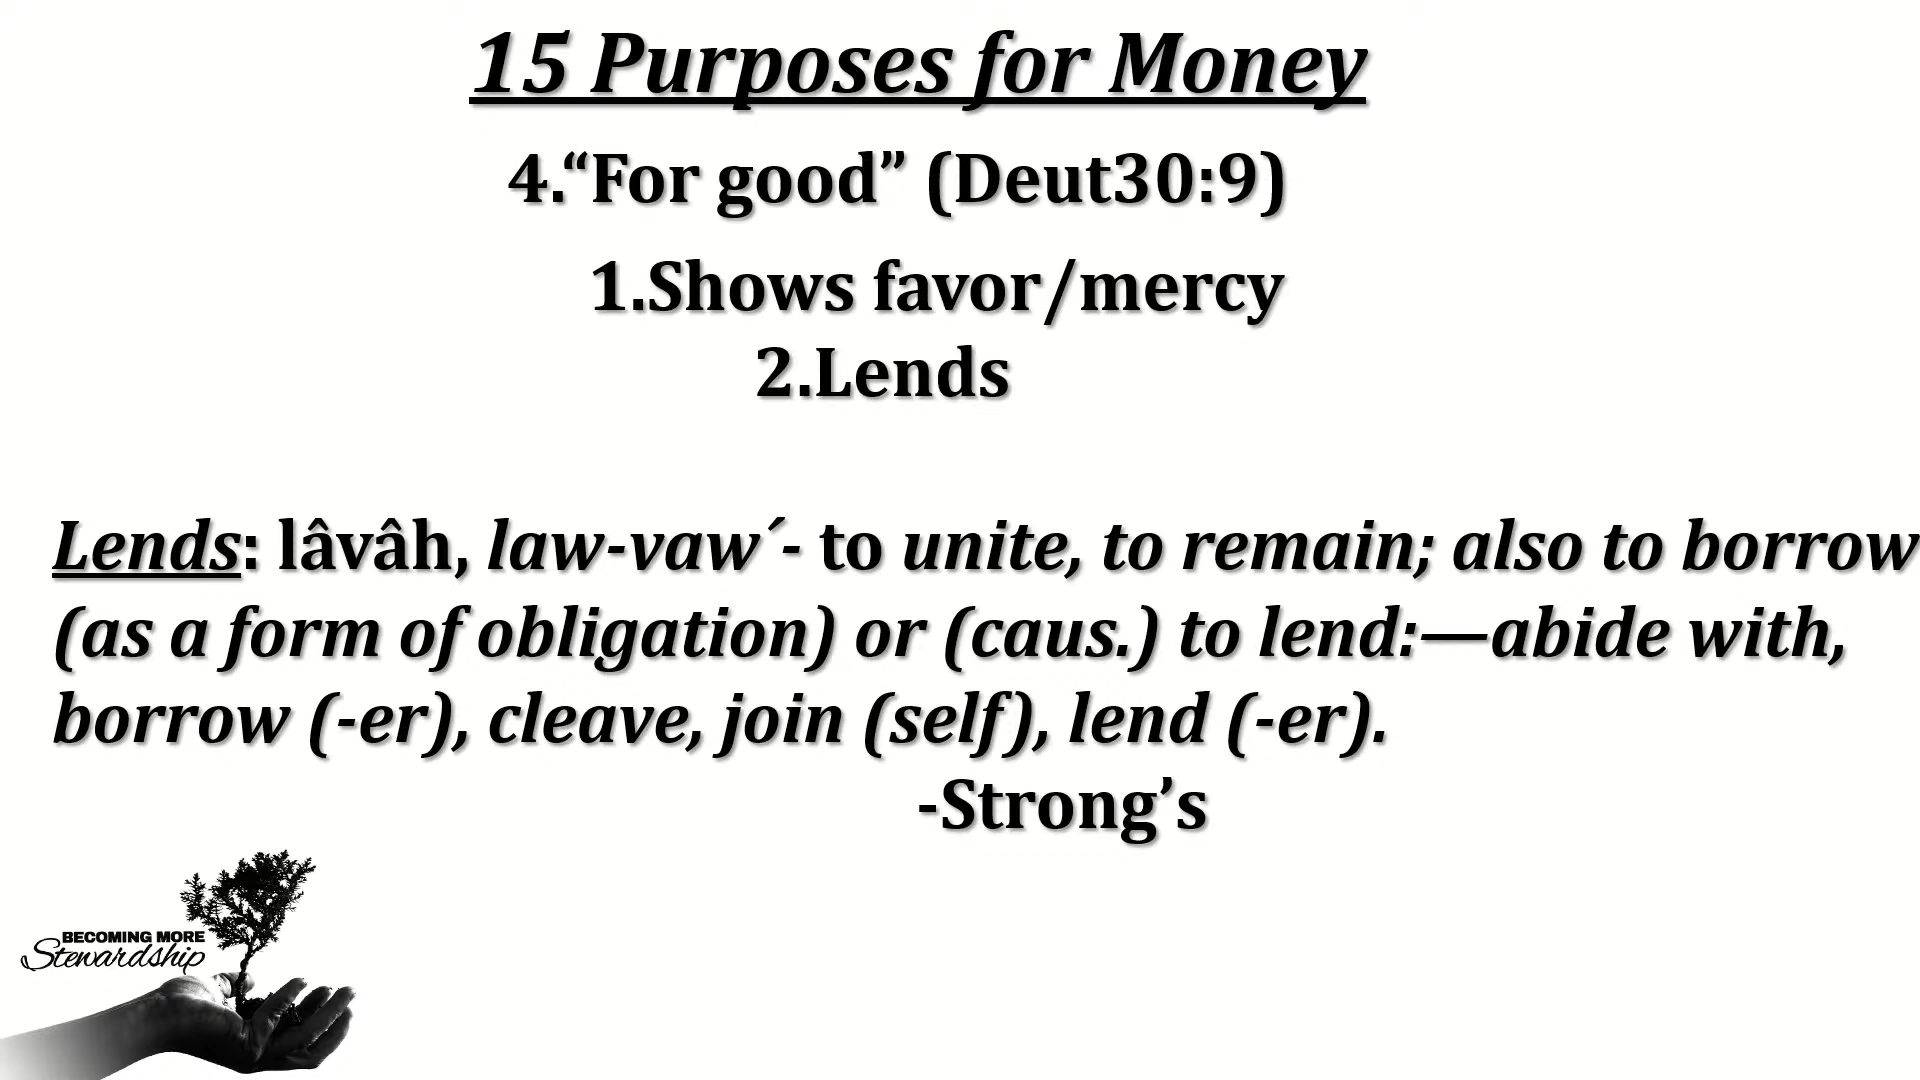 15 Purposes for Money
4.“For good” (Deut30:9)
1.Shows favor/mercy
2.Lends
Lends: lâvâh, law-vaw´- to unite, to remain; also to borrow
(as a form of obligation) or (caus.) to lend:—abide with,
borrow (-er), cleave, join (self), lend (-er).
-Strong’s
BECOMING MORE
Stewardship